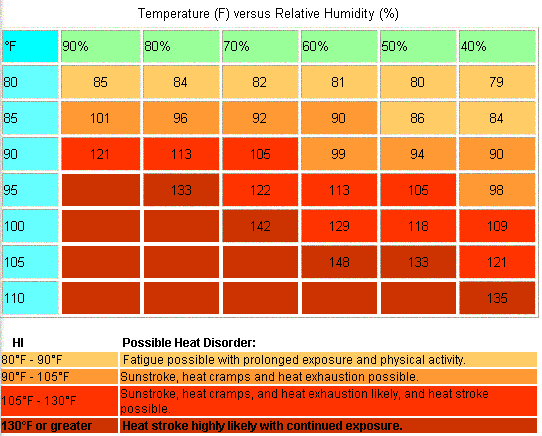 Temperature (F) versus Relative Humidity (%)
°F 90% 80% 70% 60% 50% 40%
80 85 84 82 81 80 79
85 101 96 92 90 86 84
90 121 113 105 99 94 90
95 133 122 113 105 98
100 142 129 118 109
105 148 133 121
110 135
HI Possible Heat Disorder:
80°F - 90°F Fatigue possible with prolonged exposure and physical activity.
90°F - 105°F Sunstroke, heat cramps and heat exhaustion possible.
105°F - 130°F Sunstroke, heat cramps, and heat exhaustion likely, and heat stroke
possible.
130°F or greater Heat stroke highly likely with continued exposure.